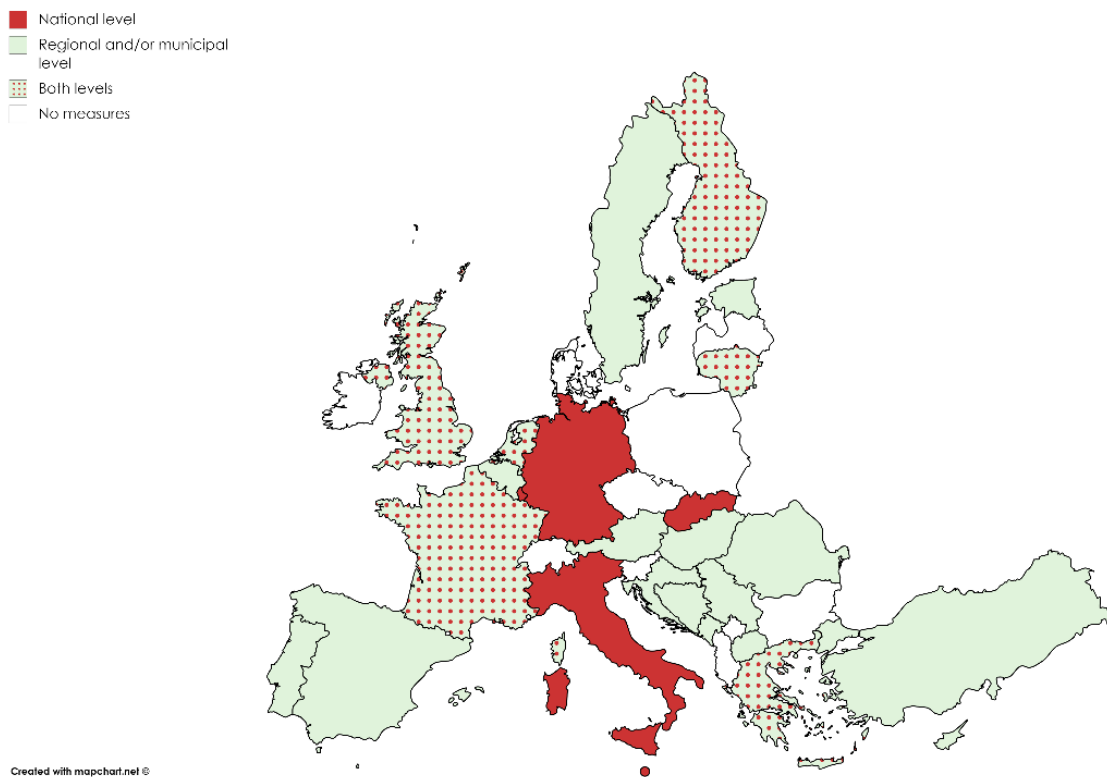 National level
Regional and/or municipal
level
Both levels
No measures
Created with mapchart.net ©